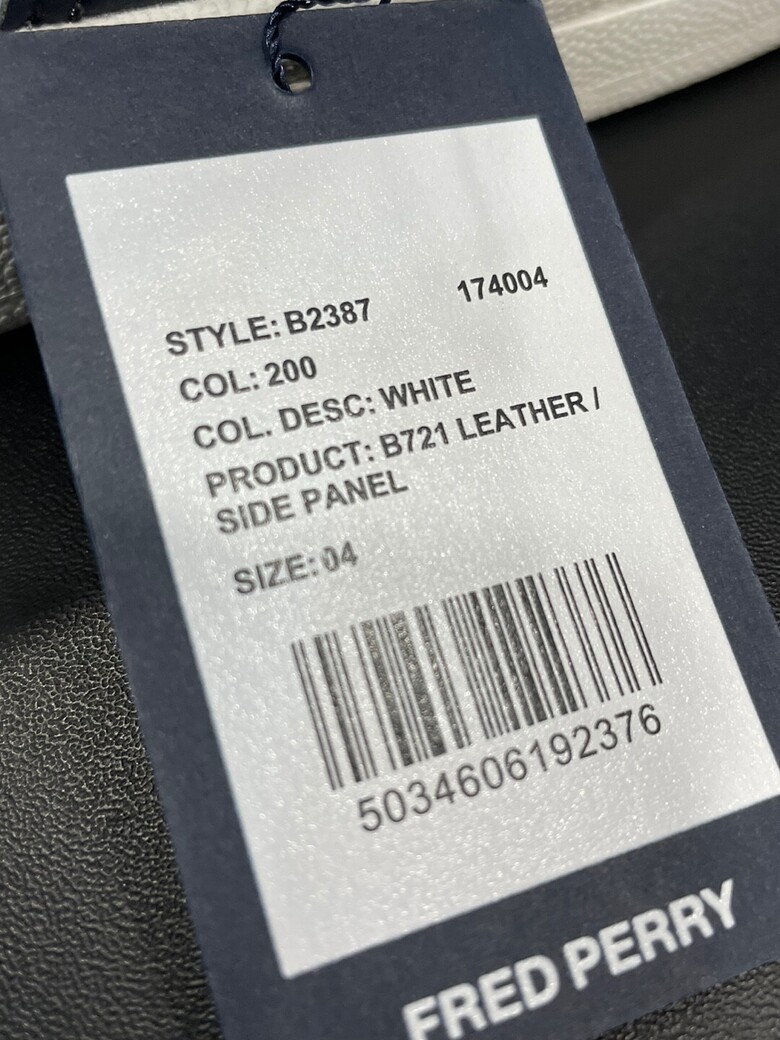 STYLE: B2387 174004
COL: 200
COL. DESC: WHITE
PRODUCT: B721 LEATHER /
SIDE PANEL
SIZE: 04
5034606192376
FRED PERRY